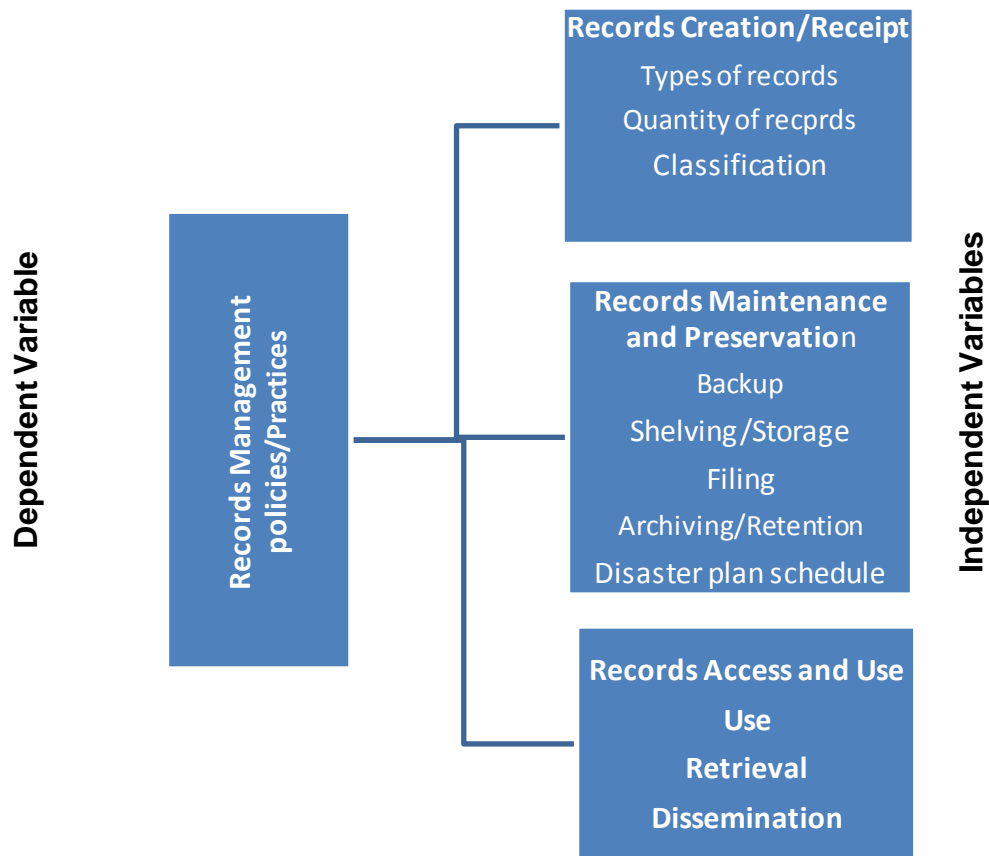 Dependent Variable
Records Management
policies/Practices
Records Creation/Receipt
Types of records
Quantity of recprds
Classification
Records Maintenance
and Preservation
Backup
Shelving/Storage
Filing
Archiving/Retention
Disaster plan schedule
Records Access and Use
Use
Retrieval
Dissemination
Independent Variables